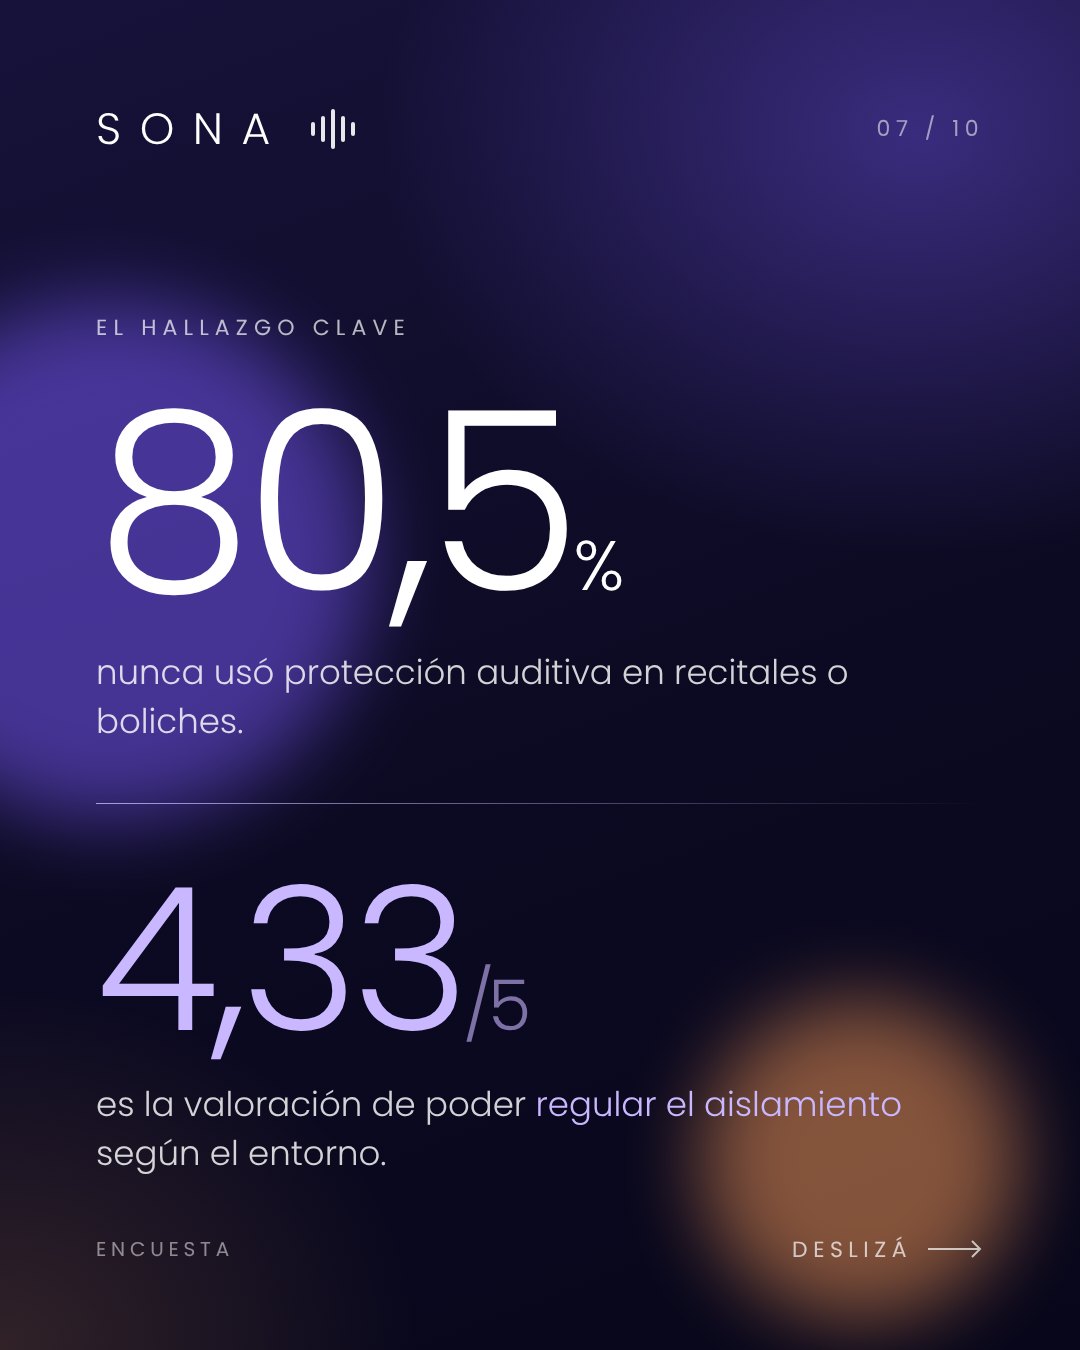 SONA
07 / 10
EL HALLAZGO CLAVE
80,5%
nunca usó protección auditiva en recitales o
boliches.
4,33/5
es la valoración de poder regular el aislamiento
según el entorno.
ENCUESTA
DESLIZÁ